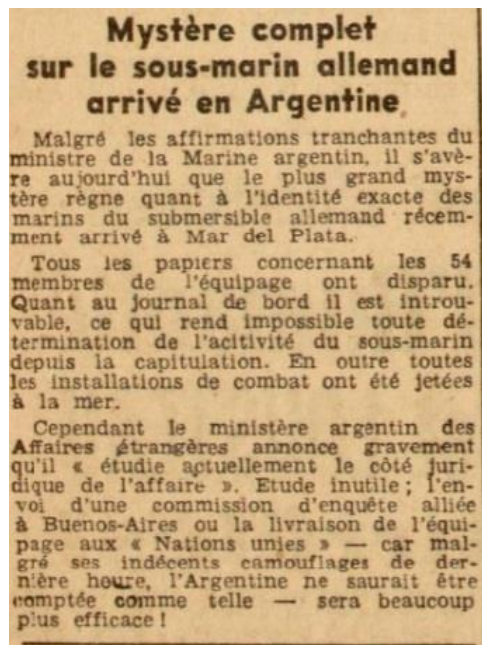 Mystère complet
sur le sous-marin allemand
arrivé en Argentine
Malgré les affirmations tranchantes du
ministre de la Marine argentin, il s'avè-
re aujourd'hui que le plus grand mys-
tère règne quant à l'identité exacte des
marins du submersible allemand récem-
ment arrivé à Mar del Plata.
Tous les papiers concernant les 54
membres de l'équipage ont disparu.
Quant au journal de bord il est introu-
vable, ce qui rend impossible toute dé-
termination de l'acitivité du sous-marin
depuis la capitulation. En outre toutes
les installations de combat ont été jetées
à la mer.
Cependant le ministère argentin des
Affaires étrangères annonce gravement
qu'il « étudie actuellement le côté juri-
dique de l'affaire ». Etude inutile ; l'en-
voi d'une commission d'enquête alliée
à Buenos-Aires ou la livraison de l'équi-
page aux « Nations unies » — car mal-
gré ses indécents camouflages de der-
nière heure, l'Argentine ne saurait être
comptée comme telle — sera beaucoup
plus efficace !